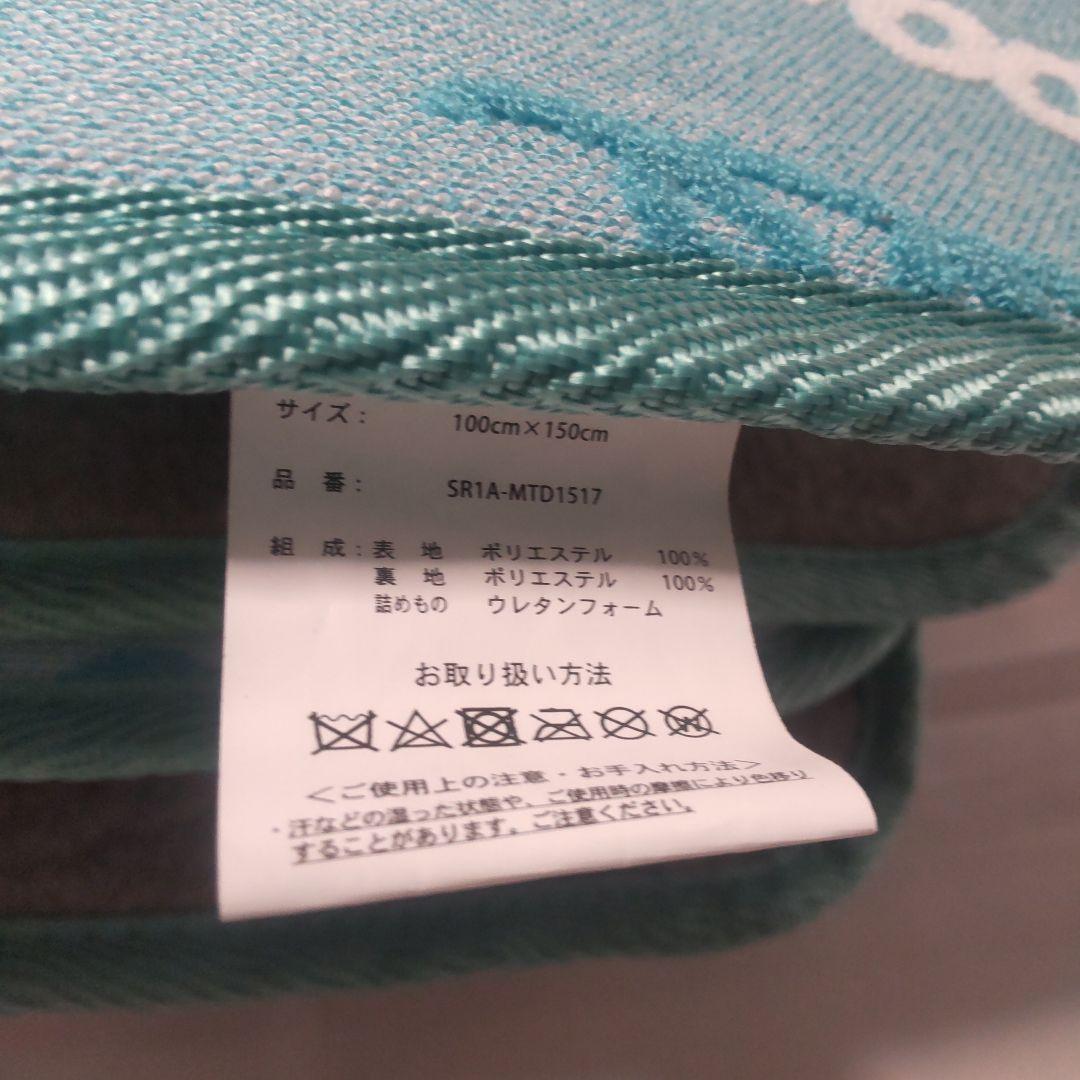 サイズ： 100cm×150cm
品 番： SR1A-MTD1517
組 成：表 地 ポリエステル 100%
裏 地 ポリエステル 100%
詰めもの ウレタンフォーム
お取り扱い方法
＜ご使用上の注意・お手入れ方法＞
・汗などの湿った状態や、ご使用時の摩擦により色移り
することがあります。ご注意ください。